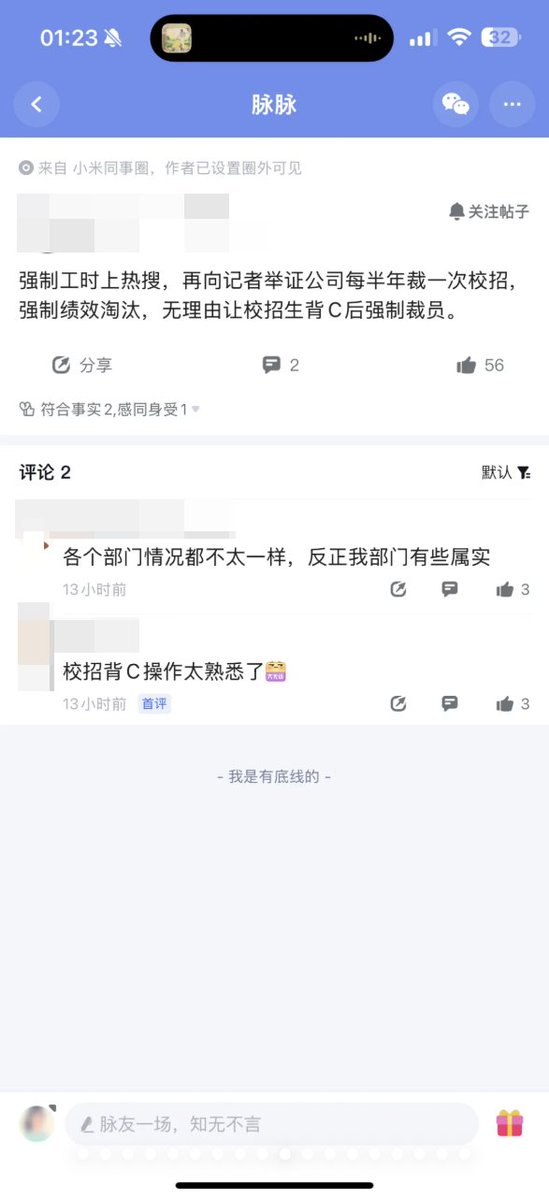 01:23
32
脉脉
来自 小米同事圈，作者已设置圈外可见
关注帖子
强制工时上热搜，再向记者举证公司每半年裁一次校招，
强制绩效淘汰，无理由让校招生背C后强制裁员。
分享 2 56
符合事实2,感同身受1
评论 2 默认
各个部门情况都不太一样，反正我部门有些属实
13小时前 3
校招背C操作太熟悉了
13小时前 首评 3
- 我是有底线的 -
脉友一场，知无不言